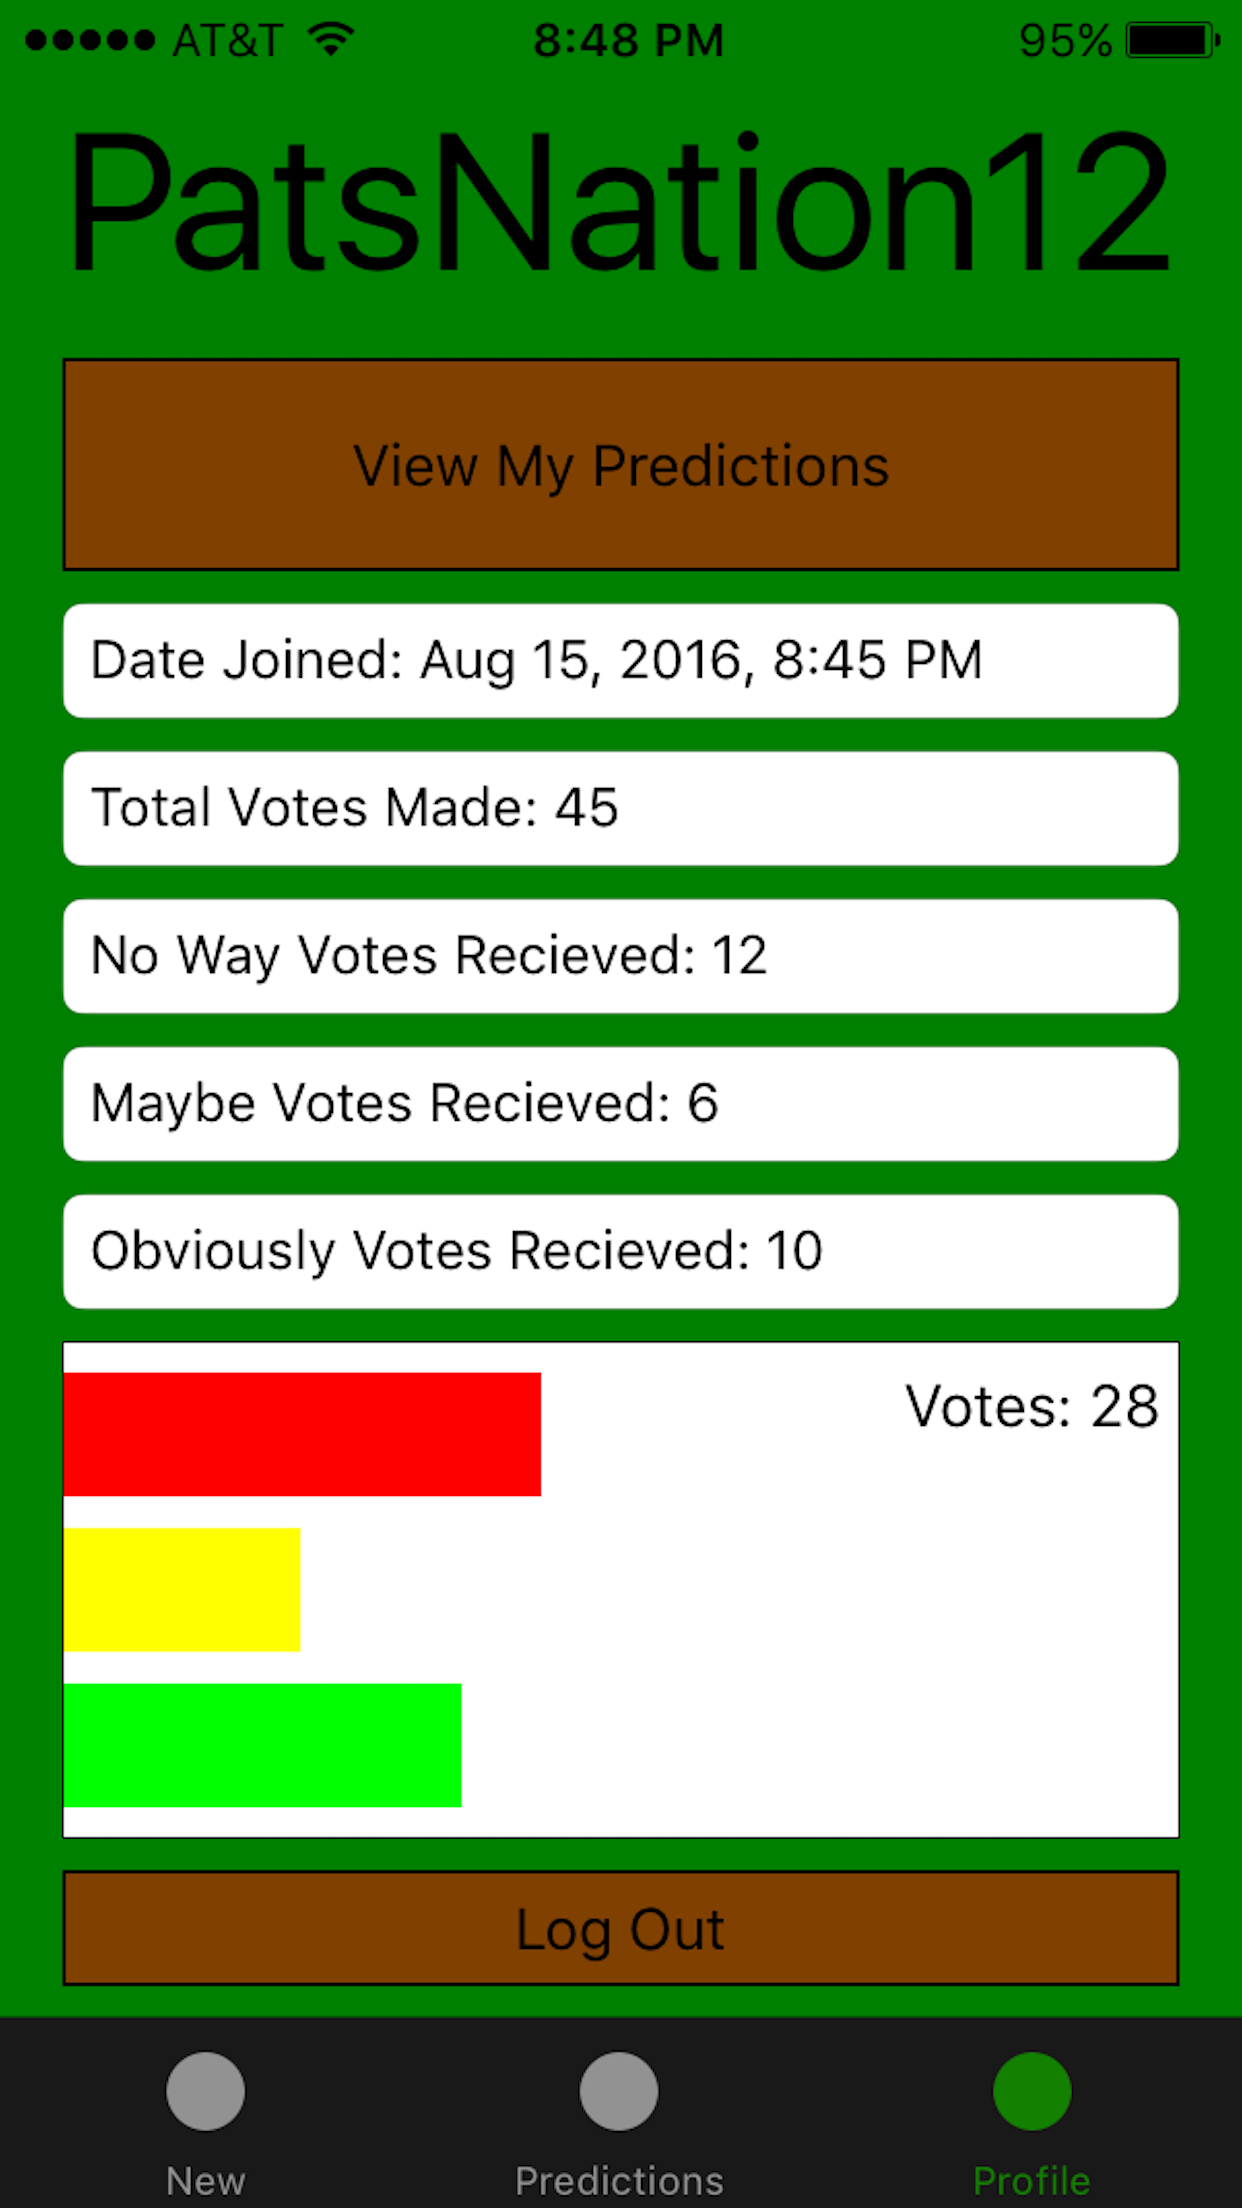 AT&T 8:48 PM 95%
PatsNation12
View My Predictions
Date Joined: Aug 15, 2016, 8:45 PM
Total Votes Made: 45
No Way Votes Recieved: 12
Maybe Votes Recieved: 6
Obviously Votes Recieved: 10
Votes: 28
Log Out
New Predictions Profile